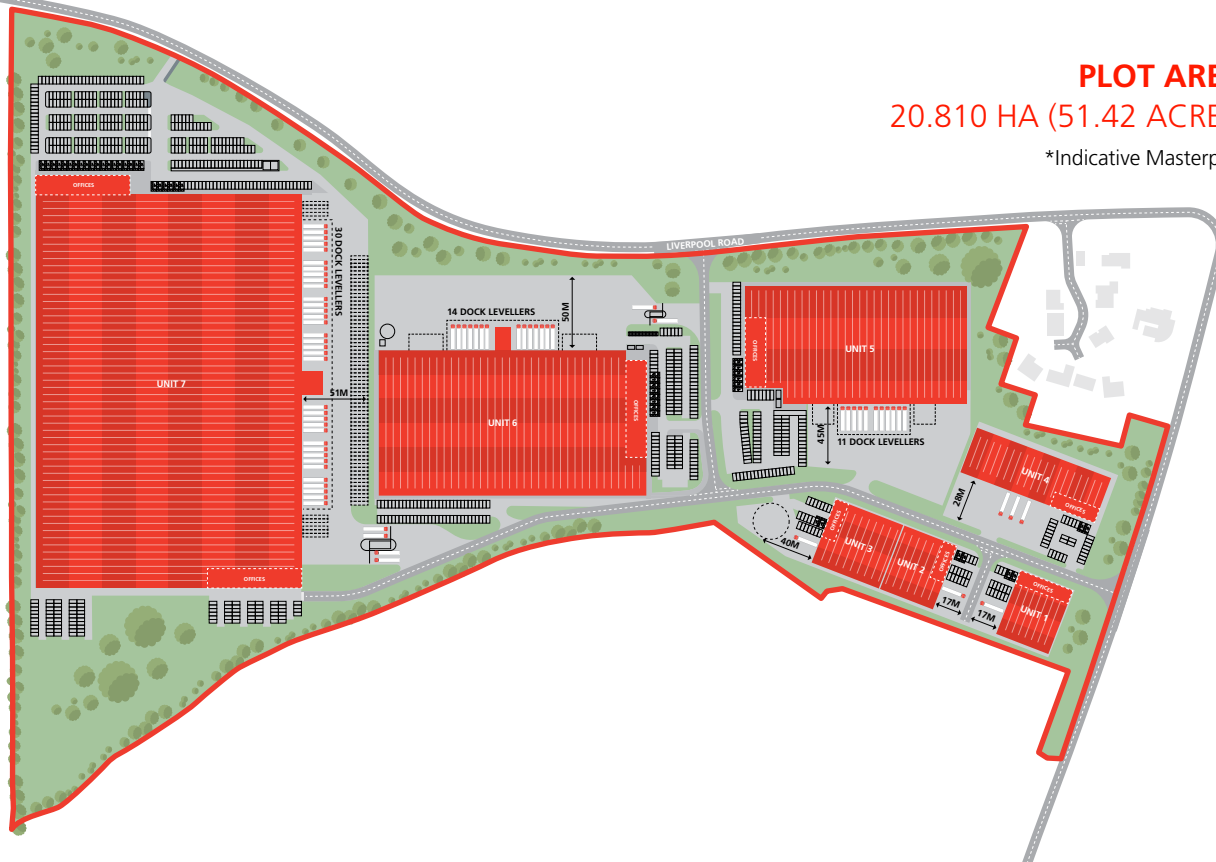 PLOT ARE
20.810 HA (51.42 ACRE
*Indicative Masterp
OFFICES
30 DOCK LEVELLERS
UNIT 7
51M
OFFICES
LIVERPOOL ROAD
14 DOCK LEVELLERS
50M
UNIT 6
OFFICES
OFFICES
UNIT 5
45M
11 DOCK LEVELLERS
UNIT 4
OFFICES
28M
OFFICES
UNIT 3
40M
UNIT 2
OFFICES
17M
17M
OFFICES
UNIT 1